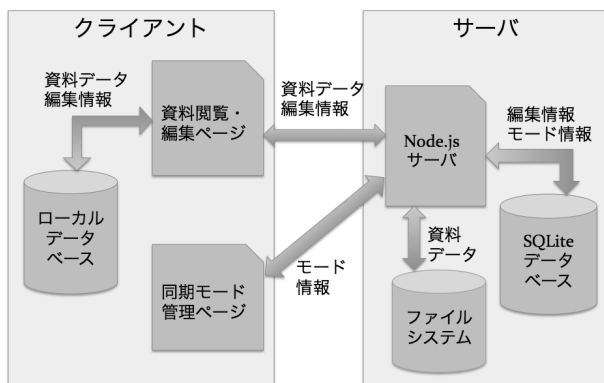 クライアント
サーバ
資料データ
編集情報
資料閲覧・
編集ページ
資料データ
編集情報
Node.js
サーバ
編集情報
モード情報
ローカル
データ
ベース
同期モード
管理ページ
モード
情報
資料
データ
ファイル
システム
SQLite
データ
ベース